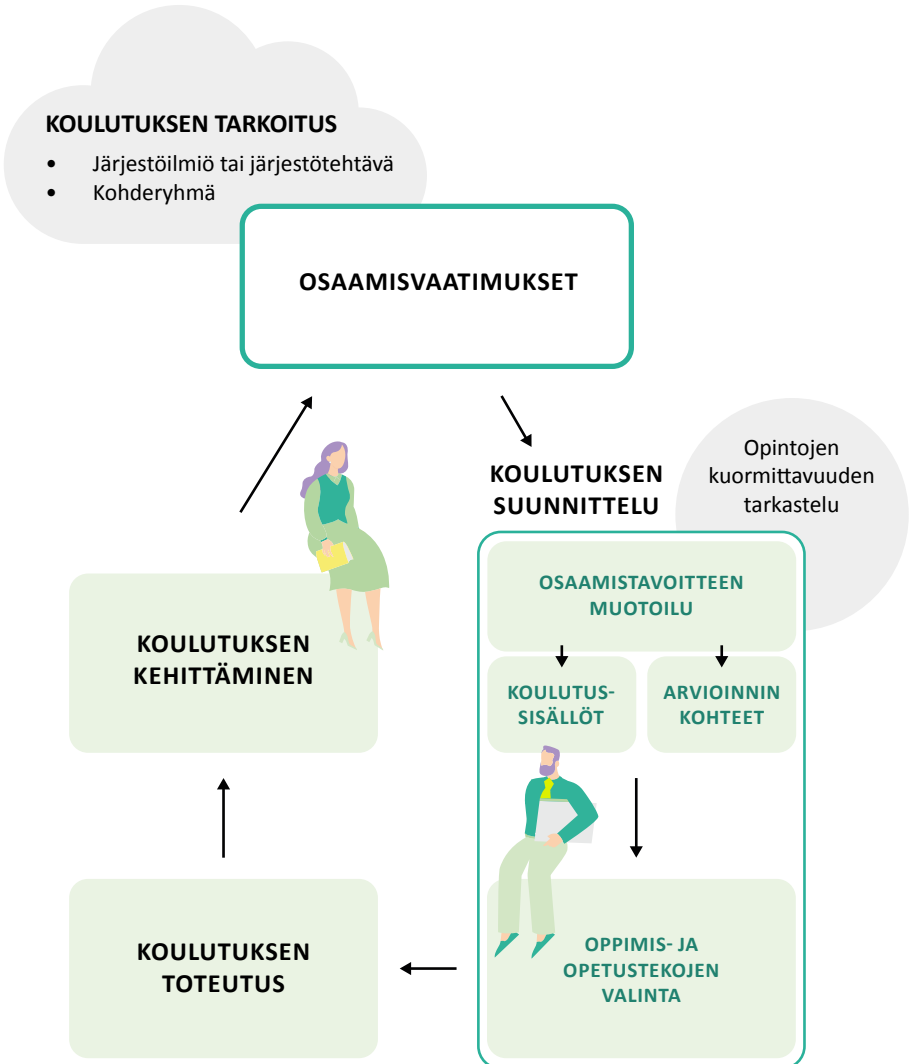 KOULUTUKSEN TARKOITUS
• Järjestöilmiö tai järjestötehtävä
• Kohderyhmä
OSAAMISVAATIMUKSET
KOULUTUKSEN
SUUNNITTELU
Opintojen
kuormittavuuden
tarkastelu
OSAAMISTAVOITTEEN
MUOTOILU
KOULUTUS-
SISÄLLÖT
ARVIOINNIN
KOHTEET
OPPIMIS- JA
OPETUSTEKOJEN
VALINTA
KOULUTUKSEN
TOTEUTUS
KOULUTUKSEN
KEHITTÄMINEN